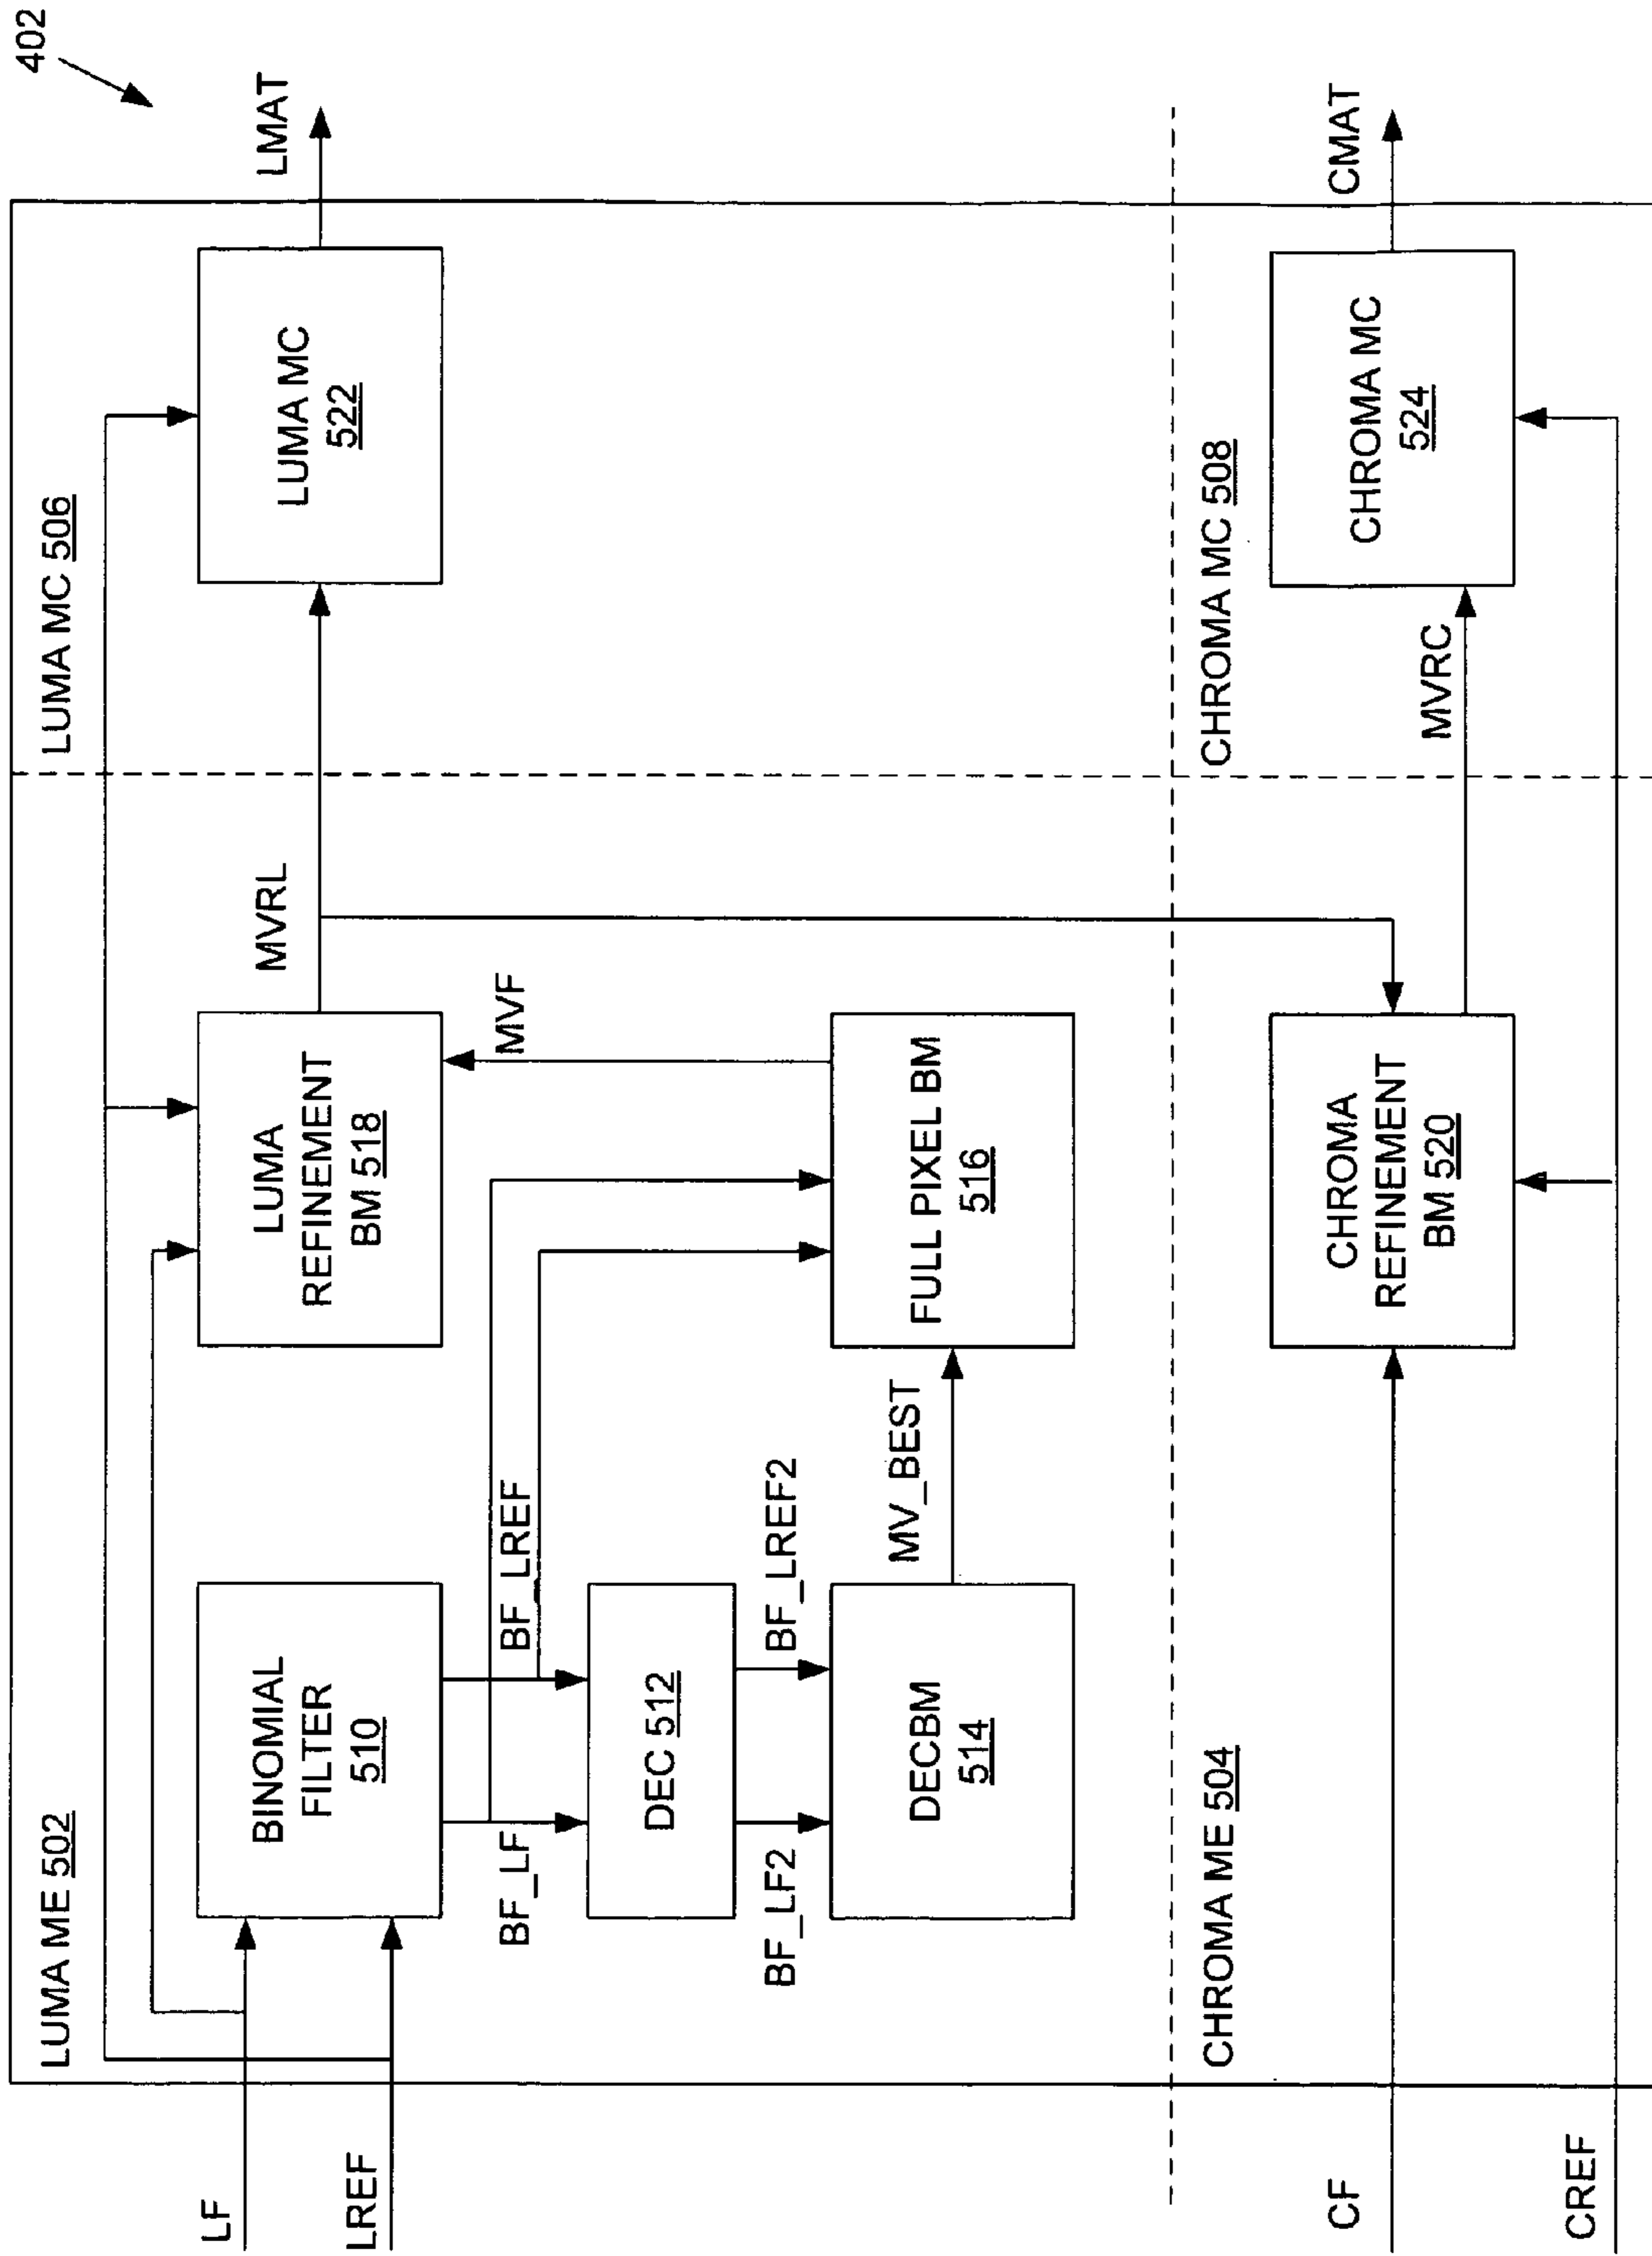 402
LUMA ME 502
LUMA MC 506
LF
LREF
BINOMIAL
FILTER
510
LUMA
REFINEMENT
BM 518
MVRL
LUMA MC
522
LMAT
BF_LF
BF_LREF
MVF
DEC 512
BF_LF2
BF_LREF2
DECBM
514
MV_BEST
FULL PIXEL BM
516
CHROMA ME 504
CHROMA MC 508
CF
CREF
CHROMA
REFINEMENT
BM 520
MVRC
CHROMA MC
524
CMAT